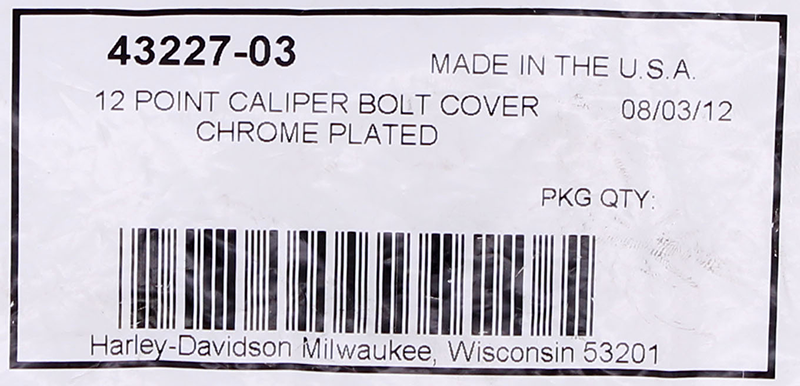 43227-03
MADE IN THE U.S.A.
12 POINT CALIPER BOLT COVER 08/03/12
CHROME PLATED
PKG QTY:
Harley-Davidson Milwaukee, Wisconsin 53201